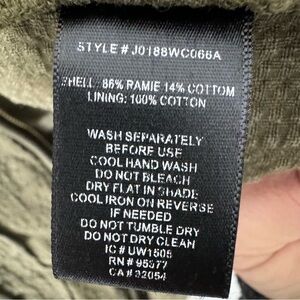 STYLE # J0188WC066A
SHELL: 86% RAMIE 14% COTTOM
LINING: 100% COTTON
WASH SEPARATELY
BEFORE USE
COOL HAND WASH
DO NOT BLEACH
DRY FLAT IN SHADE
COOL IRON ON REVERSE
IF NEEDED
DO NOT TUMBLE DRY
DO NOT DRY CLEAN
IC # UW1505
RN # 95377
CA # 32054